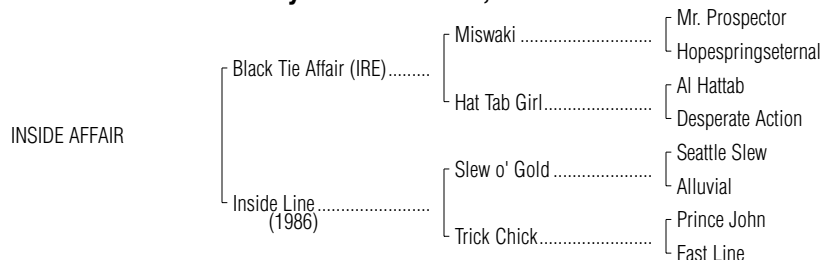 Mr. Prospector
Miswaki
Hopespringseternal
Black Tie Affair (IRE)
Al Hattab
Hat Tab Girl
Desperate Action
INSIDE AFFAIR
Seattle Slew
Slew o' Gold
Alluvial
Inside Line
(1986)
Prince John
Trick Chick
Fast Line